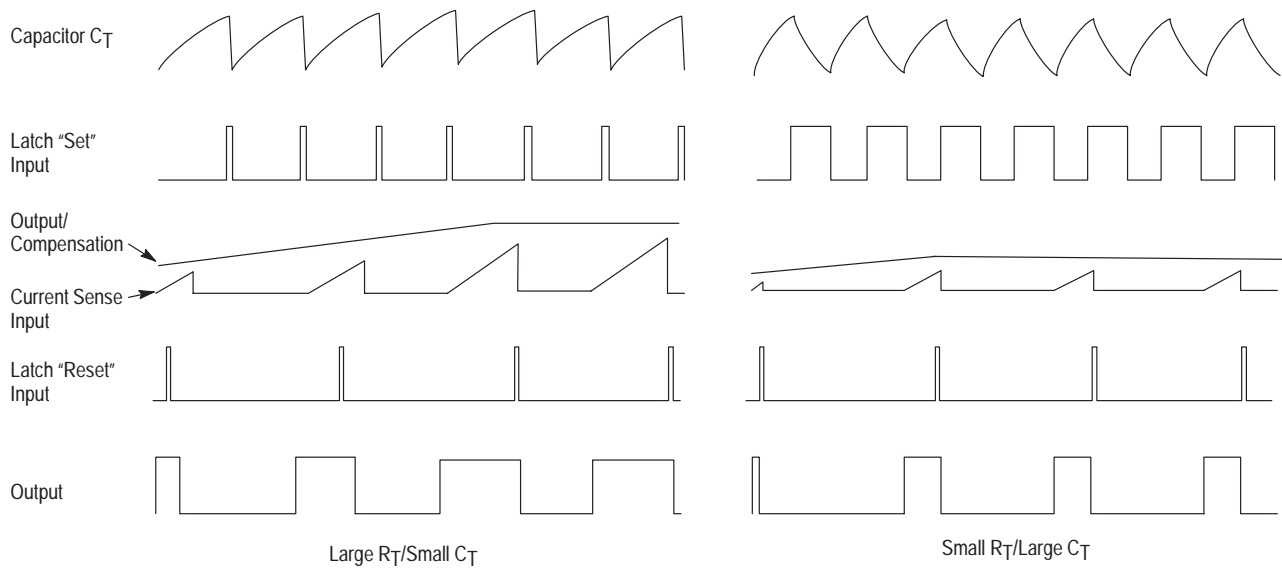 Capacitor CT
Latch “Set”
Input
Output/
Compensation
Current Sense
Input
Latch “Reset”
Input
Output
Large RT/Small CT
Small RT/Large CT